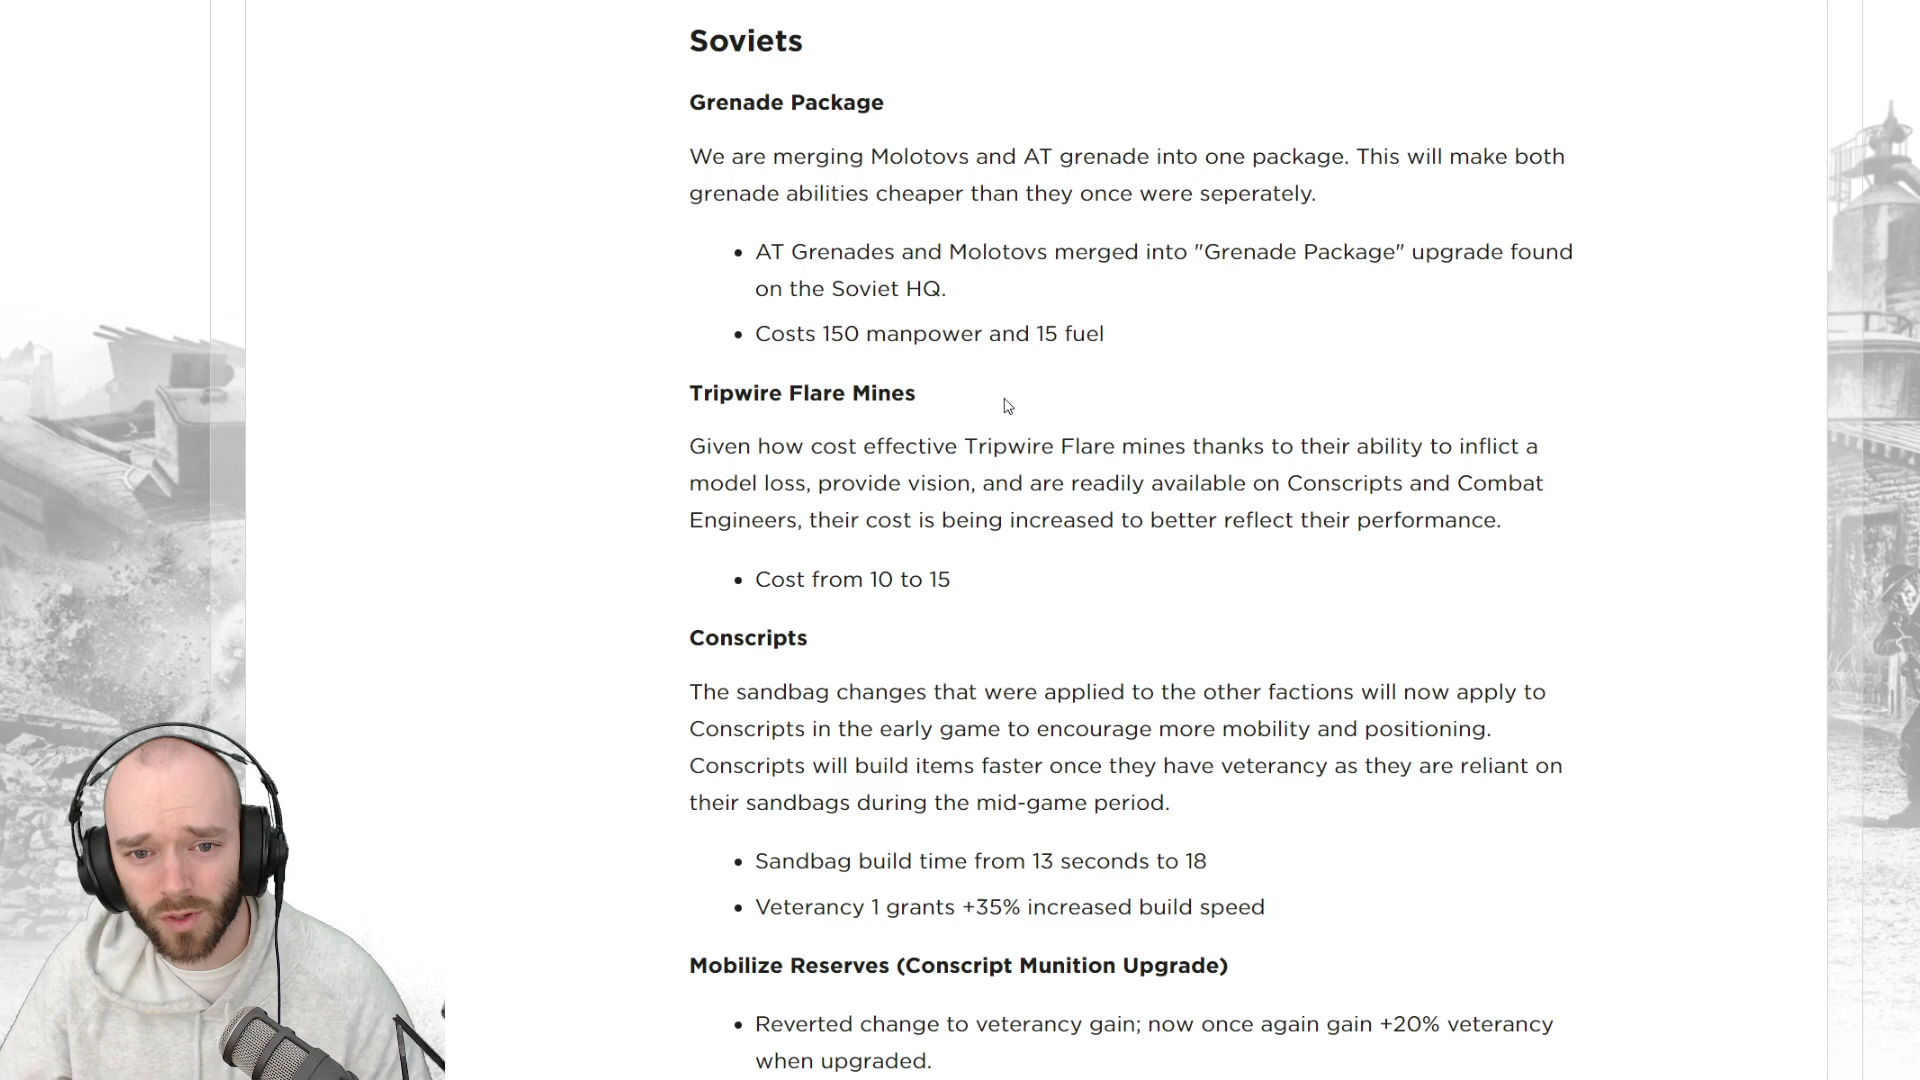 Soviets
Grenade Package
We are merging Molotovs and AT grenade into one package. This will make both
grenade abilities cheaper than they once were seperately.
• AT Grenades and Molotovs merged into "Grenade Package" upgrade found
on the Soviet HQ.
• Costs 150 manpower and 15 fuel
Tripwire Flare Mines
Given how cost effective Tripwire Flare mines thanks to their ability to inflict a
model loss, provide vision, and are readily available on Conscripts and Combat
Engineers, their cost is being increased to better reflect their performance.
• Cost from 10 to 15
Conscripts
The sandbag changes that were applied to the other factions will now apply to
Conscripts in the early game to encourage more mobility and positioning.
Conscripts will build items faster once they have veterancy as they are reliant on
their sandbags during the mid-game period.
• Sandbag build time from 13 seconds to 18
• Veterancy 1 grants +35% increased build speed
Mobilize Reserves (Conscript Munition Upgrade)
• Reverted change to veterancy gain; now once again gain +20% veterancy
when upgraded.